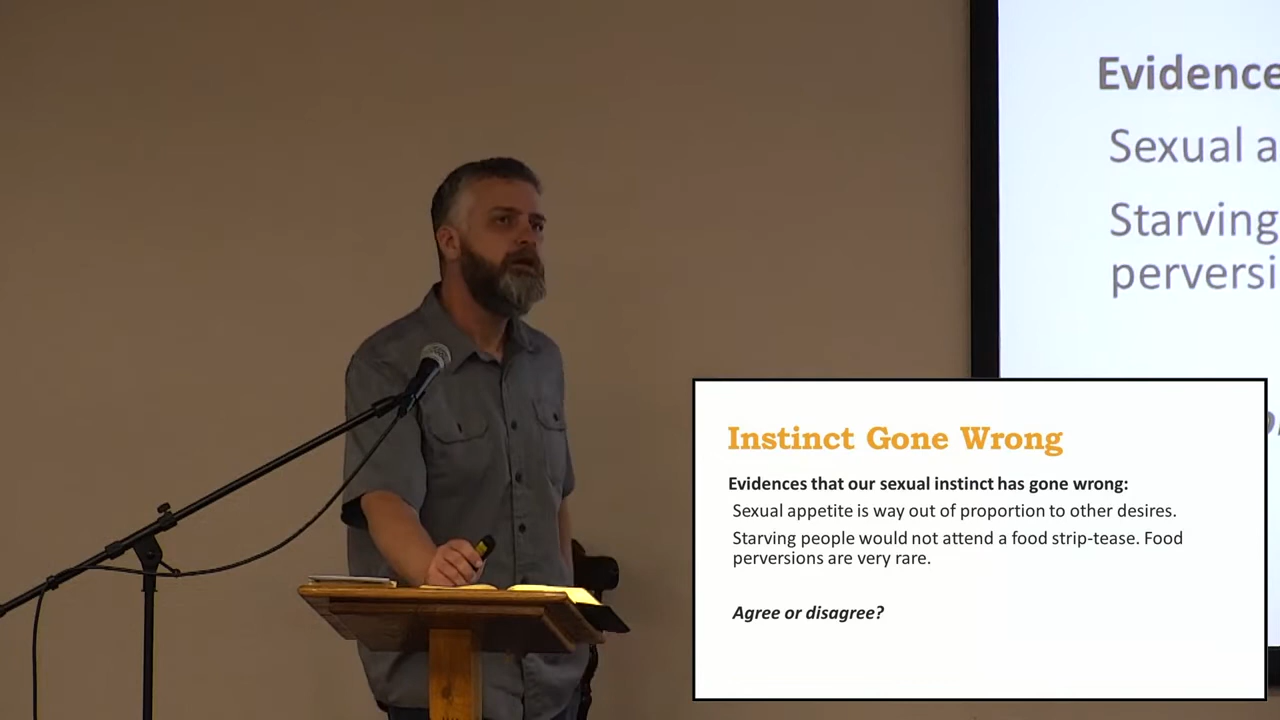 Evidence
Sexual a
Starving
perversi
Instinct Gone Wrong
Evidences that our sexual instinct has gone wrong:
Sexual appetite is way out of proportion to other desires.
Starving people would not attend a food strip-tease. Food
perversions are very rare.
Agree or disagree?